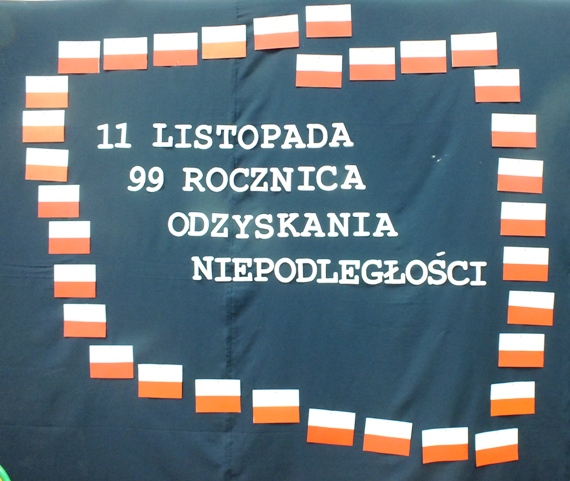 11 LISTOPADA
99 ROCZNICA
ODZYSKANIA
NIEPODLEGŁOŚCI